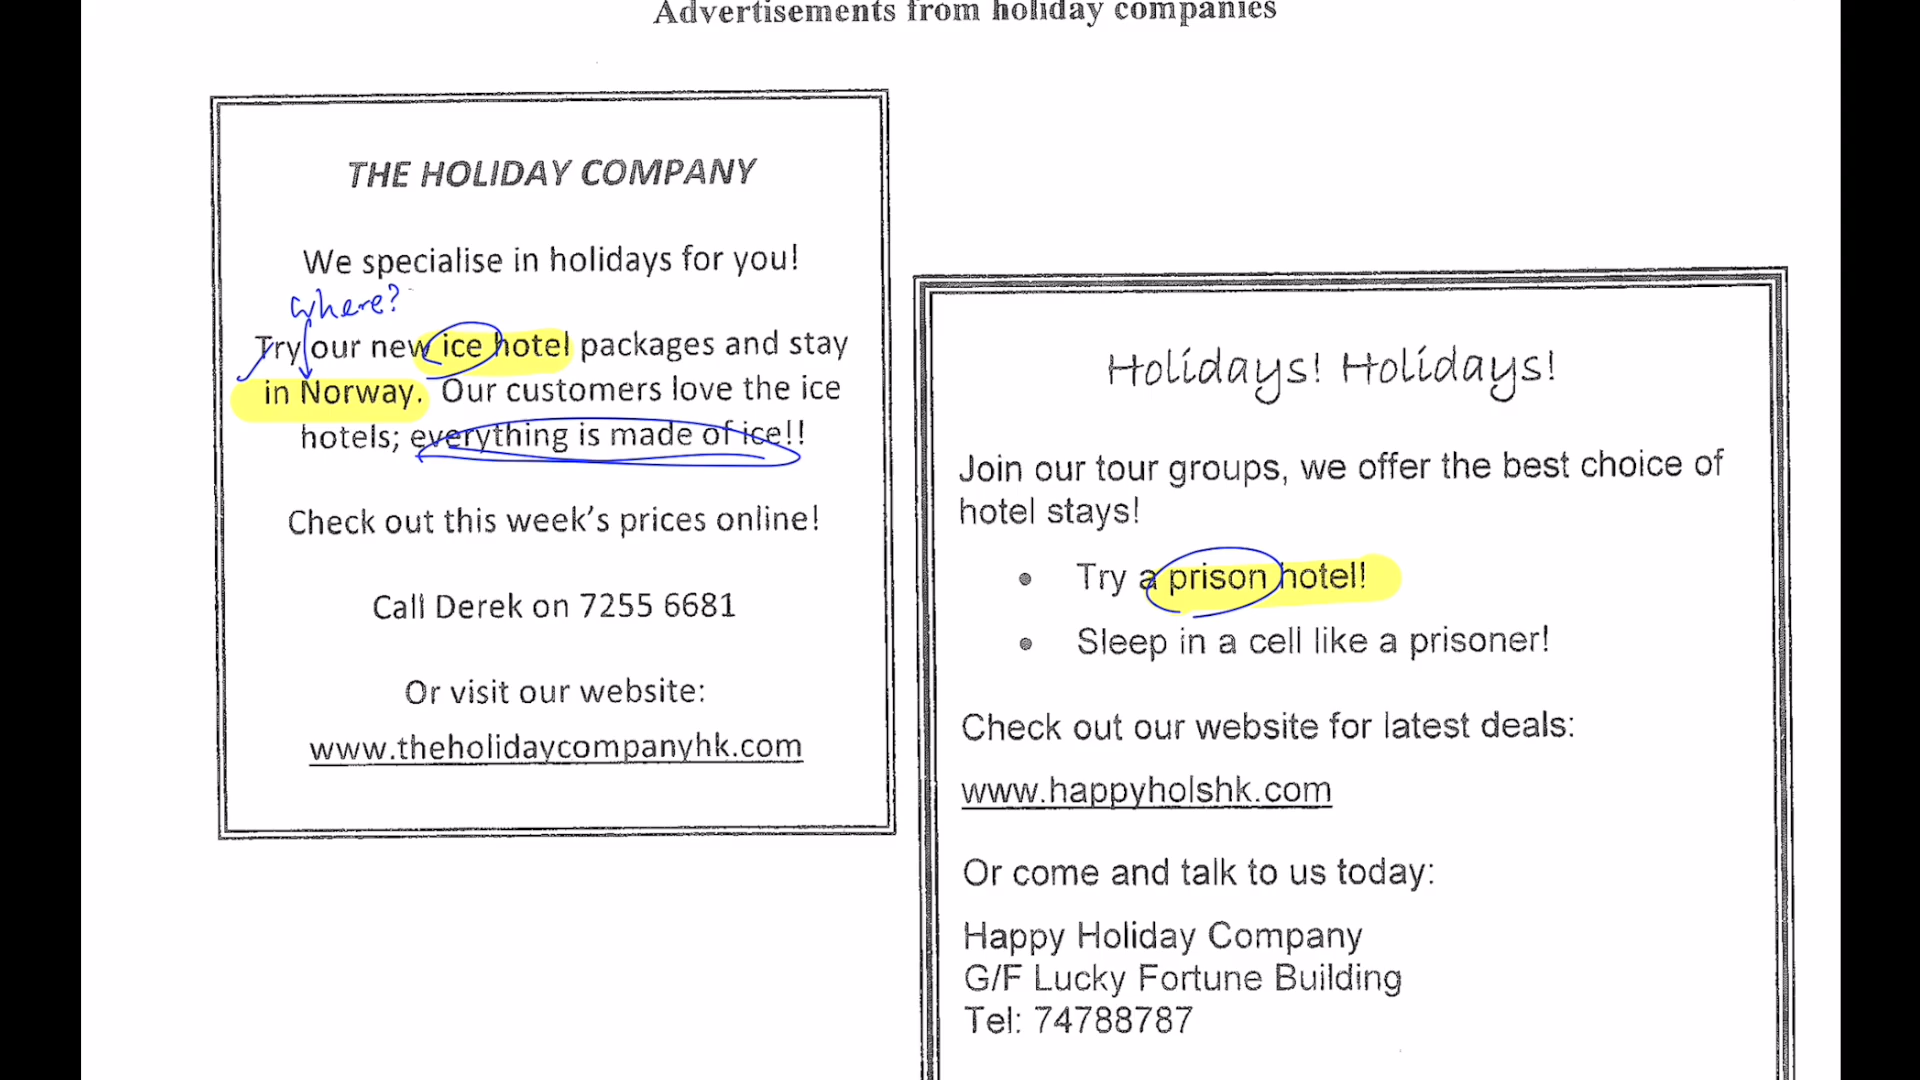 Advertisements from holiday companies
THE HOLIDAY COMPANY
We specialise in holidays for you!
where?
Try our new ice hotel packages and stay
in Norway. Our customers love the ice
hotels; everything is made of ice!!
Check out this week's prices online!
Call Derek on 7255 6681
Or visit our website:
www.theholidaycompanyhk.com
Holidays! Holidays!
Join our tour groups, we offer the best choice of
hotel stays!
• Try a prison hotel!
• Sleep in a cell like a prisoner!
Check out our website for latest deals:
www.happyholshk.com
Or come and talk to us today:
Happy Holiday Company
G/F Lucky Fortune Building
Tel: 74788787